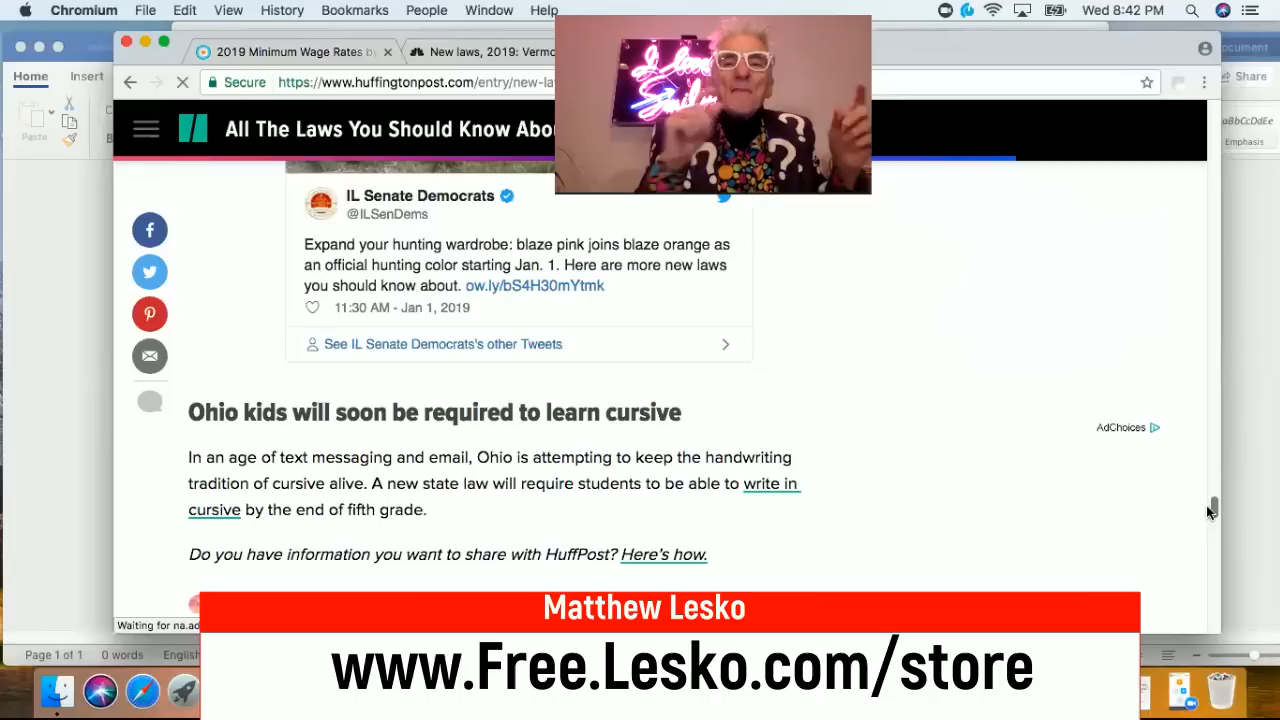 Chromium File Edit View History Bookmarks People Window Help
Wed 8:42 PM
2019 Minimum Wage Rates by
New laws, 2019: Vermo
ocument
Home Insert
Share
Secure https://www.huffingtonpost.com/entry/new-la
Paste
aBbCcDdEe
Emphasis
All The Laws You Should Know Abo
I love
IL Senate Democrats
@ILSenDems
Expand your hunting wardrobe: blaze pink joins blaze orange as
an official hunting color starting Jan. 1. Here are more new laws
you should know about. ow.ly/bS4H30mYtmk
11:30 AM - Jan 1, 2019
See IL Senate Democrats's other Tweets
Ohio kids will soon be required to learn cursive
AdChoices
In an age of text messaging and email, Ohio is attempting to keep the handwriting
tradition of cursive alive. A new state law will require students to be able to write in
cursive by the end of fifth grade.
Do you have information you want to share with HuffPost? Here's how.
Matthew Lesko
Waiting for na.ad
www.Free.Lesko.com/store
Page 1 of 1 0 words English